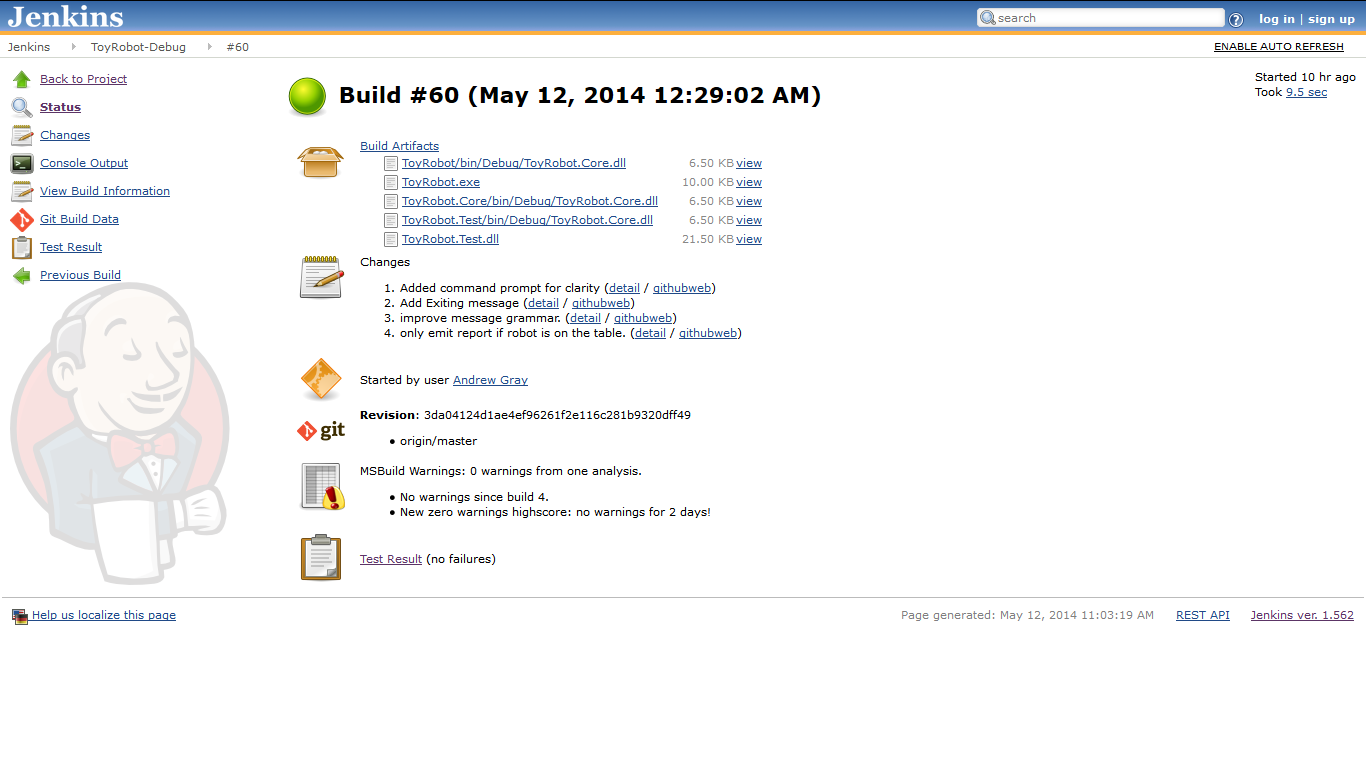 Jenkins
search
? log in | sign up
Jenkins ToyRobot-Debug #60
ENABLE AUTO REFRESH
Back to Project
Status
Changes
Console Output
View Build Information
Git Build Data
Test Result
Previous Build
Build #60 (May 12, 2014 12:29:02 AM)
Started 10 hr ago
Took 9.5 sec
Build Artifacts
ToyRobot/bin/Debug/ToyRobot.Core.dll 6.50 KB view
ToyRobot.exe 10.00 KB view
ToyRobot.Core/bin/Debug/ToyRobot.Core.dll 6.50 KB view
ToyRobot.Test/bin/Debug/ToyRobot.Core.dll 6.50 KB view
ToyRobot.Test.dll 21.50 KB view
Changes
1. Added command prompt for clarity (detail / githubweb)
2. Add Exiting message (detail / githubweb)
3. improve message grammar. (detail / githubweb)
4. only emit report if robot is on the table. (detail / githubweb)
Started by user Andrew Gray
git
Revision: 3da04124d1ae4ef96261f2e116c281b9320dff49
• origin/master
MSBuild Warnings: 0 warnings from one analysis.
• No warnings since build 4.
• New zero warnings highscore: no warnings for 2 days!
Test Result (no failures)
Help us localize this page
Page generated: May 12, 2014 11:03:19 AM REST API Jenkins ver. 1.562